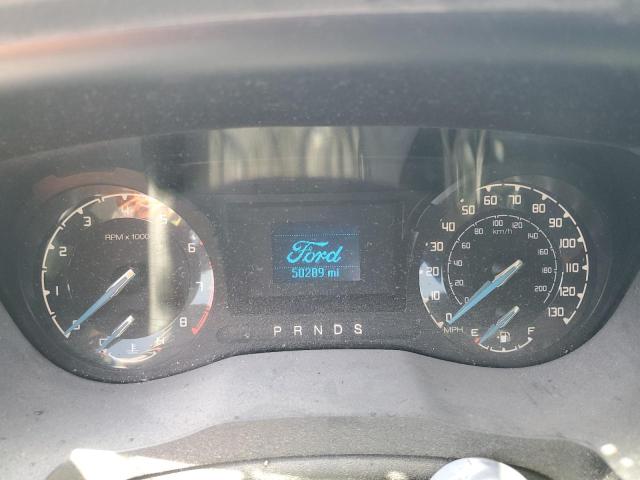 RPM x 1000
0 1 2 3 4 5 6 7 8
H
Ford
50289 mi
P R N D S
0 10 20 30 40 50 60 70 80 90 100 110 120 130
MPH
0 20 40 60 80 100 120 140 160 180 200
km/h
E F